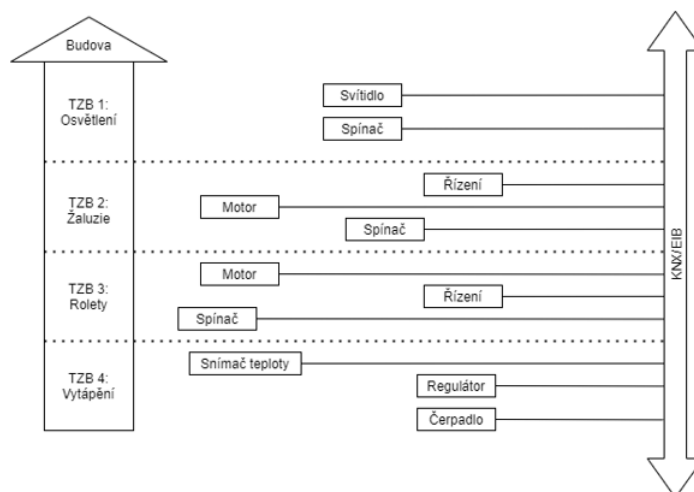 Budova
TZB 1:
Osvětlení
Svítidlo
Spínač
TZB 2:
Žaluzie
Řízení
Motor
Spínač
TZB 3:
Rolety
Motor
Řízení
Spínač
TZB 4:
Vytápění
Snímač teploty
Regulátor
Čerpadlo
KNX/EIB